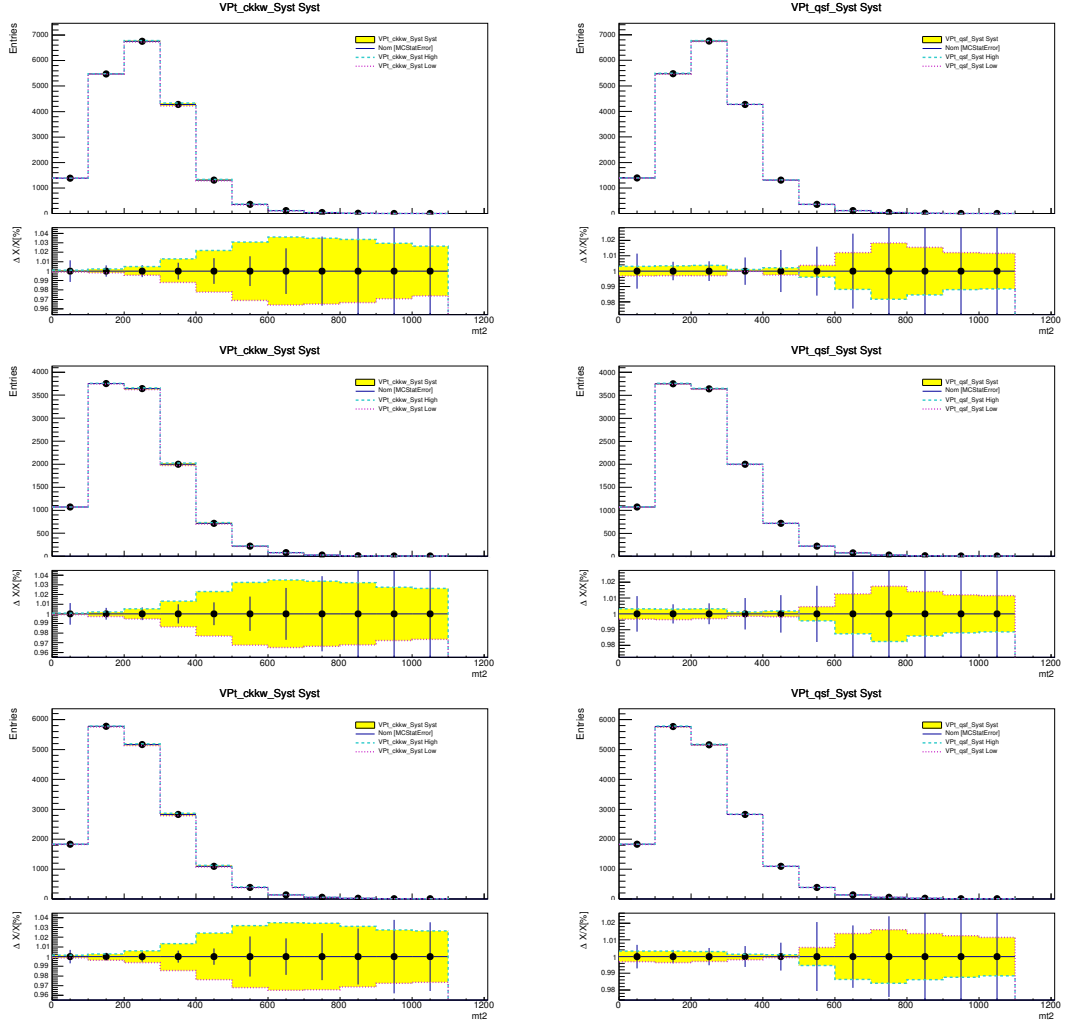 VPt_ckkw_Syst Syst
Entries
7000
6000
5000
4000
3000
2000
1000
0
VPt_ckkw_Syst Syst
Nom [MCStatError]
VPt_ckkw_Syst High
VPt_ckkw_Syst Low
Δ X/X[%]
1.04
1.03
1.02
1.01
1
0.99
0.98
0.97
0.96
0 200 400 600 800 1000 1200
mt2
VPt_qsf_Syst Syst
Entries
7000
6000
5000
4000
3000
2000
1000
0
VPt_qsf_Syst Syst
Nom [MCStatError]
VPt_qsf_Syst High
VPt_qsf_Syst Low
Δ X/X[%]
1.02
1.01
1
0.99
0.98
0 200 400 600 800 1000 1200
mt2
VPt_ckkw_Syst Syst
Entries
4000
3500
3000
2500
2000
1500
1000
500
0
VPt_ckkw_Syst Syst
Nom [MCStatError]
VPt_ckkw_Syst High
VPt_ckkw_Syst Low
Δ X/X[%]
1.04
1.03
1.02
1.01
1
0.99
0.98
0.97
0.96
0 200 400 600 800 1000 1200
mt2
VPt_qsf_Syst Syst
Entries
4000
3500
3000
2500
2000
1500
1000
500
0
VPt_qsf_Syst Syst
Nom [MCStatError]
VPt_qsf_Syst High
VPt_qsf_Syst Low
Δ X/X[%]
1.02
1.01
1
0.99
0.98
0 200 400 600 800 1000 1200
mt2
VPt_ckkw_Syst Syst
Entries
6000
5000
4000
3000
2000
1000
0
VPt_ckkw_Syst Syst
Nom [MCStatError]
VPt_ckkw_Syst High
VPt_ckkw_Syst Low
Δ X/X[%]
1.04
1.03
1.02
1.01
1
0.99
0.98
0.97
0.96
0 200 400 600 800 1000 1200
mt2
VPt_qsf_Syst Syst
Entries
6000
5000
4000
3000
2000
1000
0
VPt_qsf_Syst Syst
Nom [MCStatError]
VPt_qsf_Syst High
VPt_qsf_Syst Low
Δ X/X[%]
1.02
1.01
1
0.99
0.98
0 200 400 600 800 1000 1200
mt2